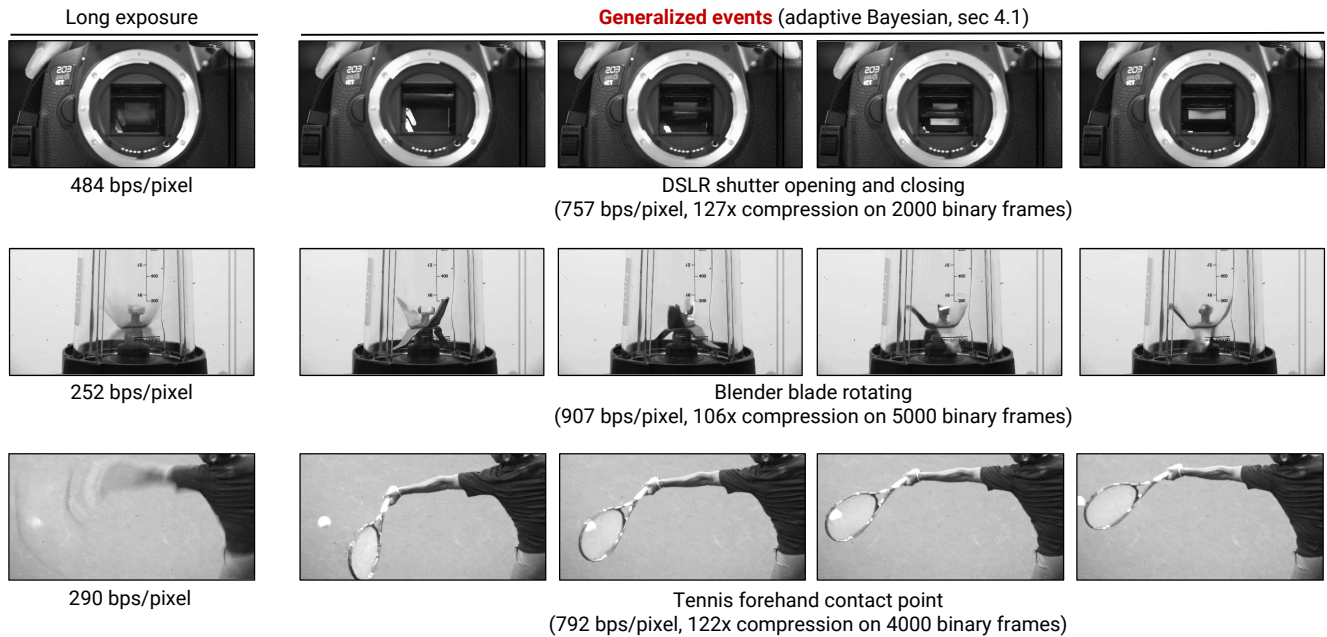 Long exposure
Generalized events (adaptive Bayesian, sec 4.1)
484 bps/pixel
DSLR shutter opening and closing
(757 bps/pixel, 127x compression on 2000 binary frames)
252 bps/pixel
Blender blade rotating
(907 bps/pixel, 106x compression on 5000 binary frames)
290 bps/pixel
Tennis forehand contact point
(792 bps/pixel, 122x compression on 4000 binary frames)